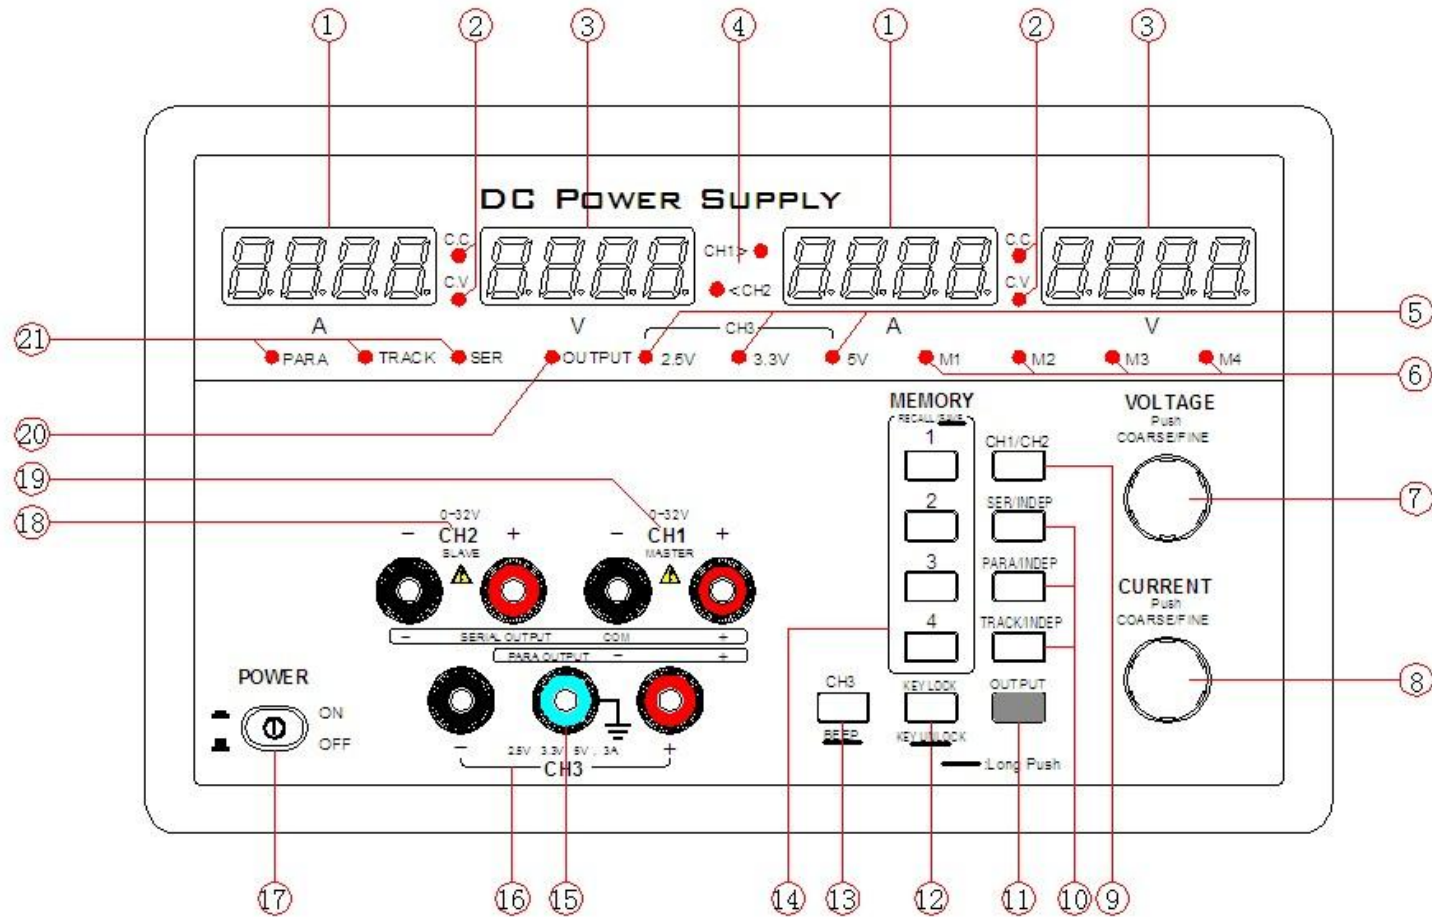 1 2 3 4 1 2 3
DC POWER SUPPLY
C.C C.C
CH1>
C.V <CH2 C.V
A V CH3 A V
5
21
PARA TRACK SER OUTPUT 2.5V 3.3V 5V M1 M2 M3 M4
6
MEMORY
RECALL/SAVE
VOLTAGE
Push
COARSE/FINE
20
1 CH1/CH2
19
7
18
0-32V 0-32V
- CH2 + - CH1 +
SLAVE MASTER
2 SER/INDEP
3 PARA/INDEP
CURRENT
Push
COARSE/FINE
- SERIAL OUTPUT COM +
PARA OUTPUT - +
4 TRACK/INDEP
8
POWER
ON
OFF
CH3 KEY LOCK OUTPUT
BEEP KEY UNLOCK
- 2.5V 3.3V 5V . 3A +
CH3
:Long Push
17 16 15 14 13 12 11 10 9